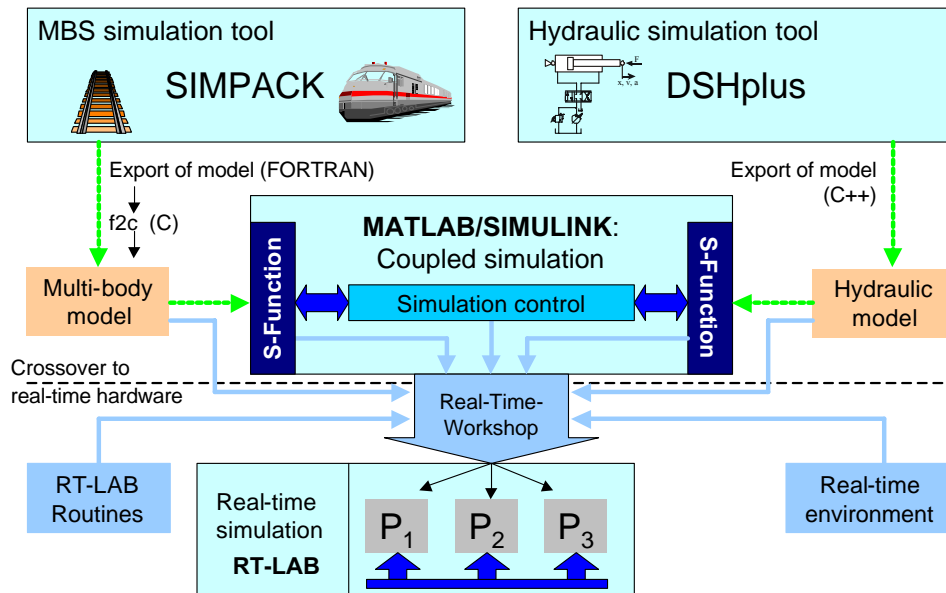 MBS simulation tool
SIMPACK
Hydraulic simulation tool
F
x, v, a
DSHplus
Export of model (FORTRAN)
f2c (C)
Export of model
(C++)
S-Function
MATLAB/SIMULINK:
Coupled simulation
Simulation control
S-Function
Multi-body
model
Hydraulic
model
Crossover to
real-time hardware
Real-Time-
Workshop
RT-LAB
Routines
Real-time
environment
Real-time
simulation
RT-LAB
P1
P2
P3